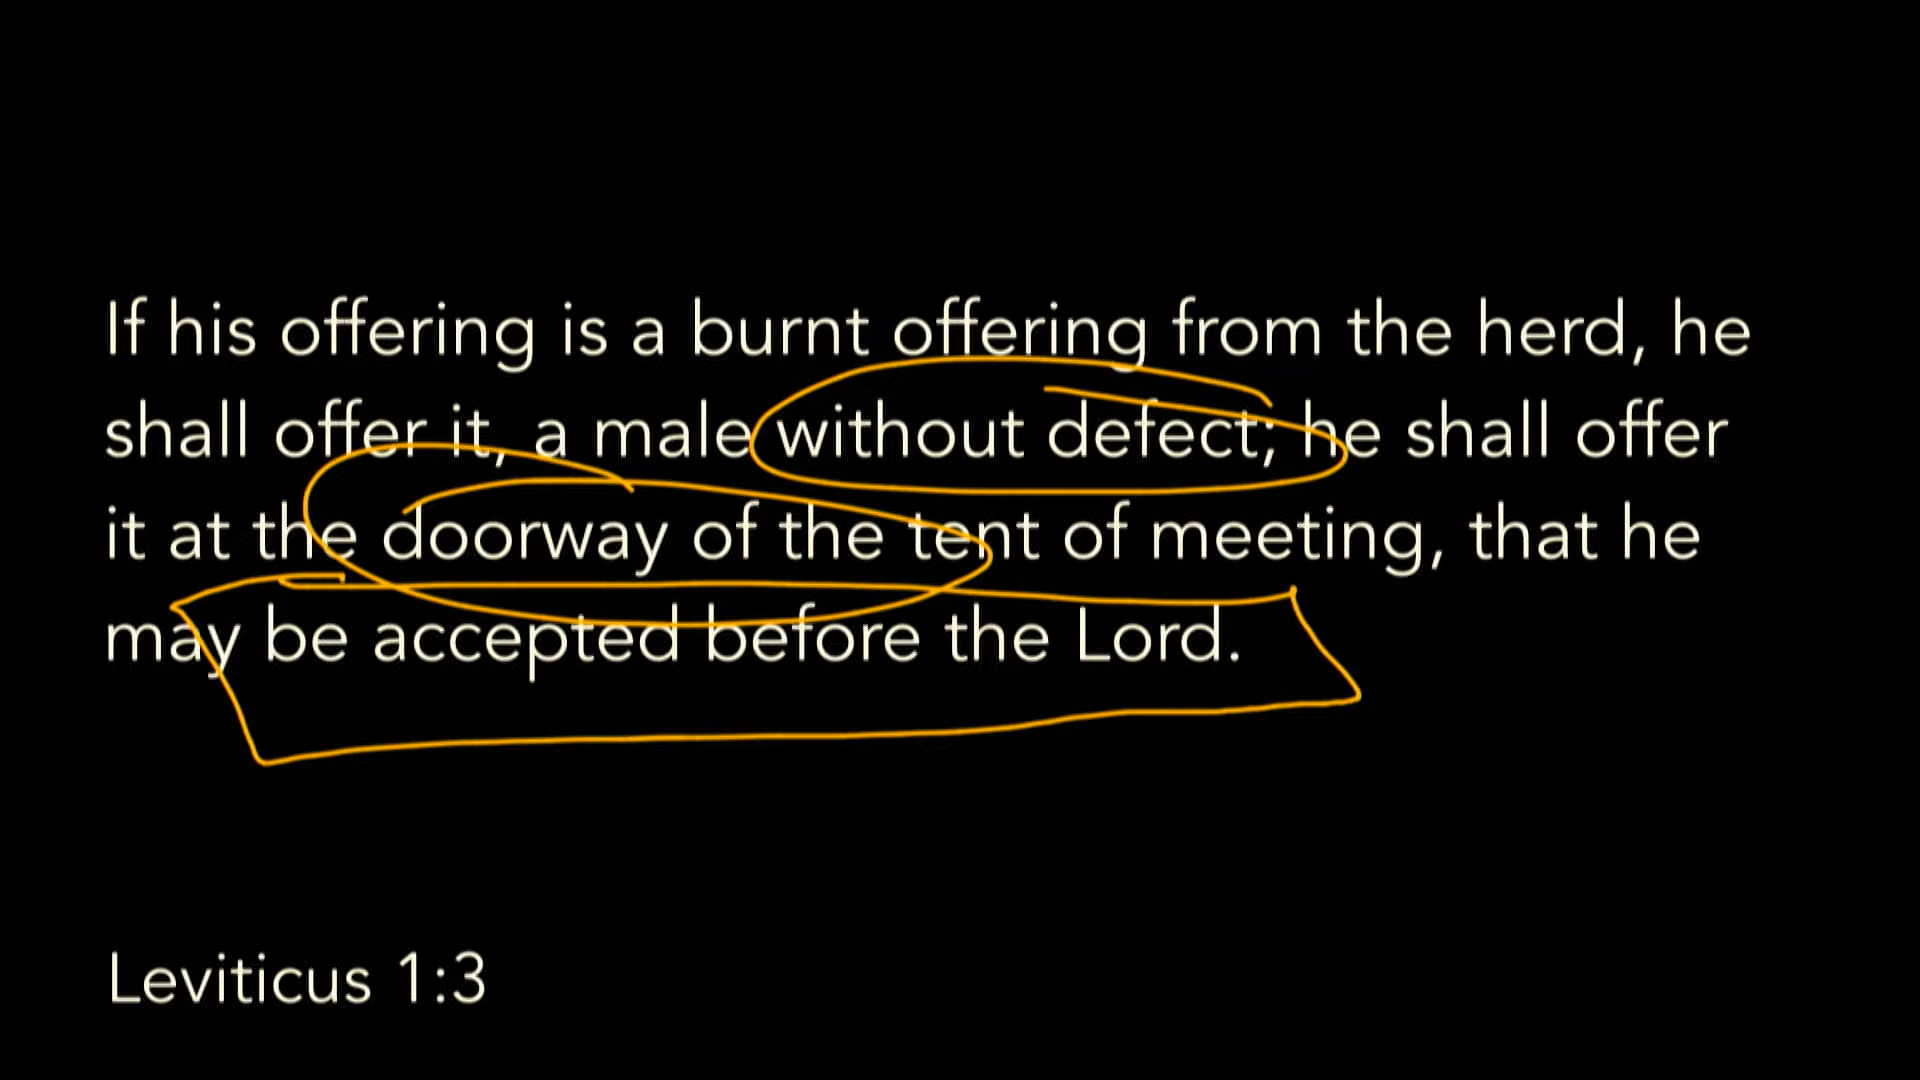 If his offering is a burnt offering from the herd, he
shall offer it, a male without defect; he shall offer
it at the doorway of the tent of meeting, that he
may be accepted before the Lord.
Leviticus 1:3